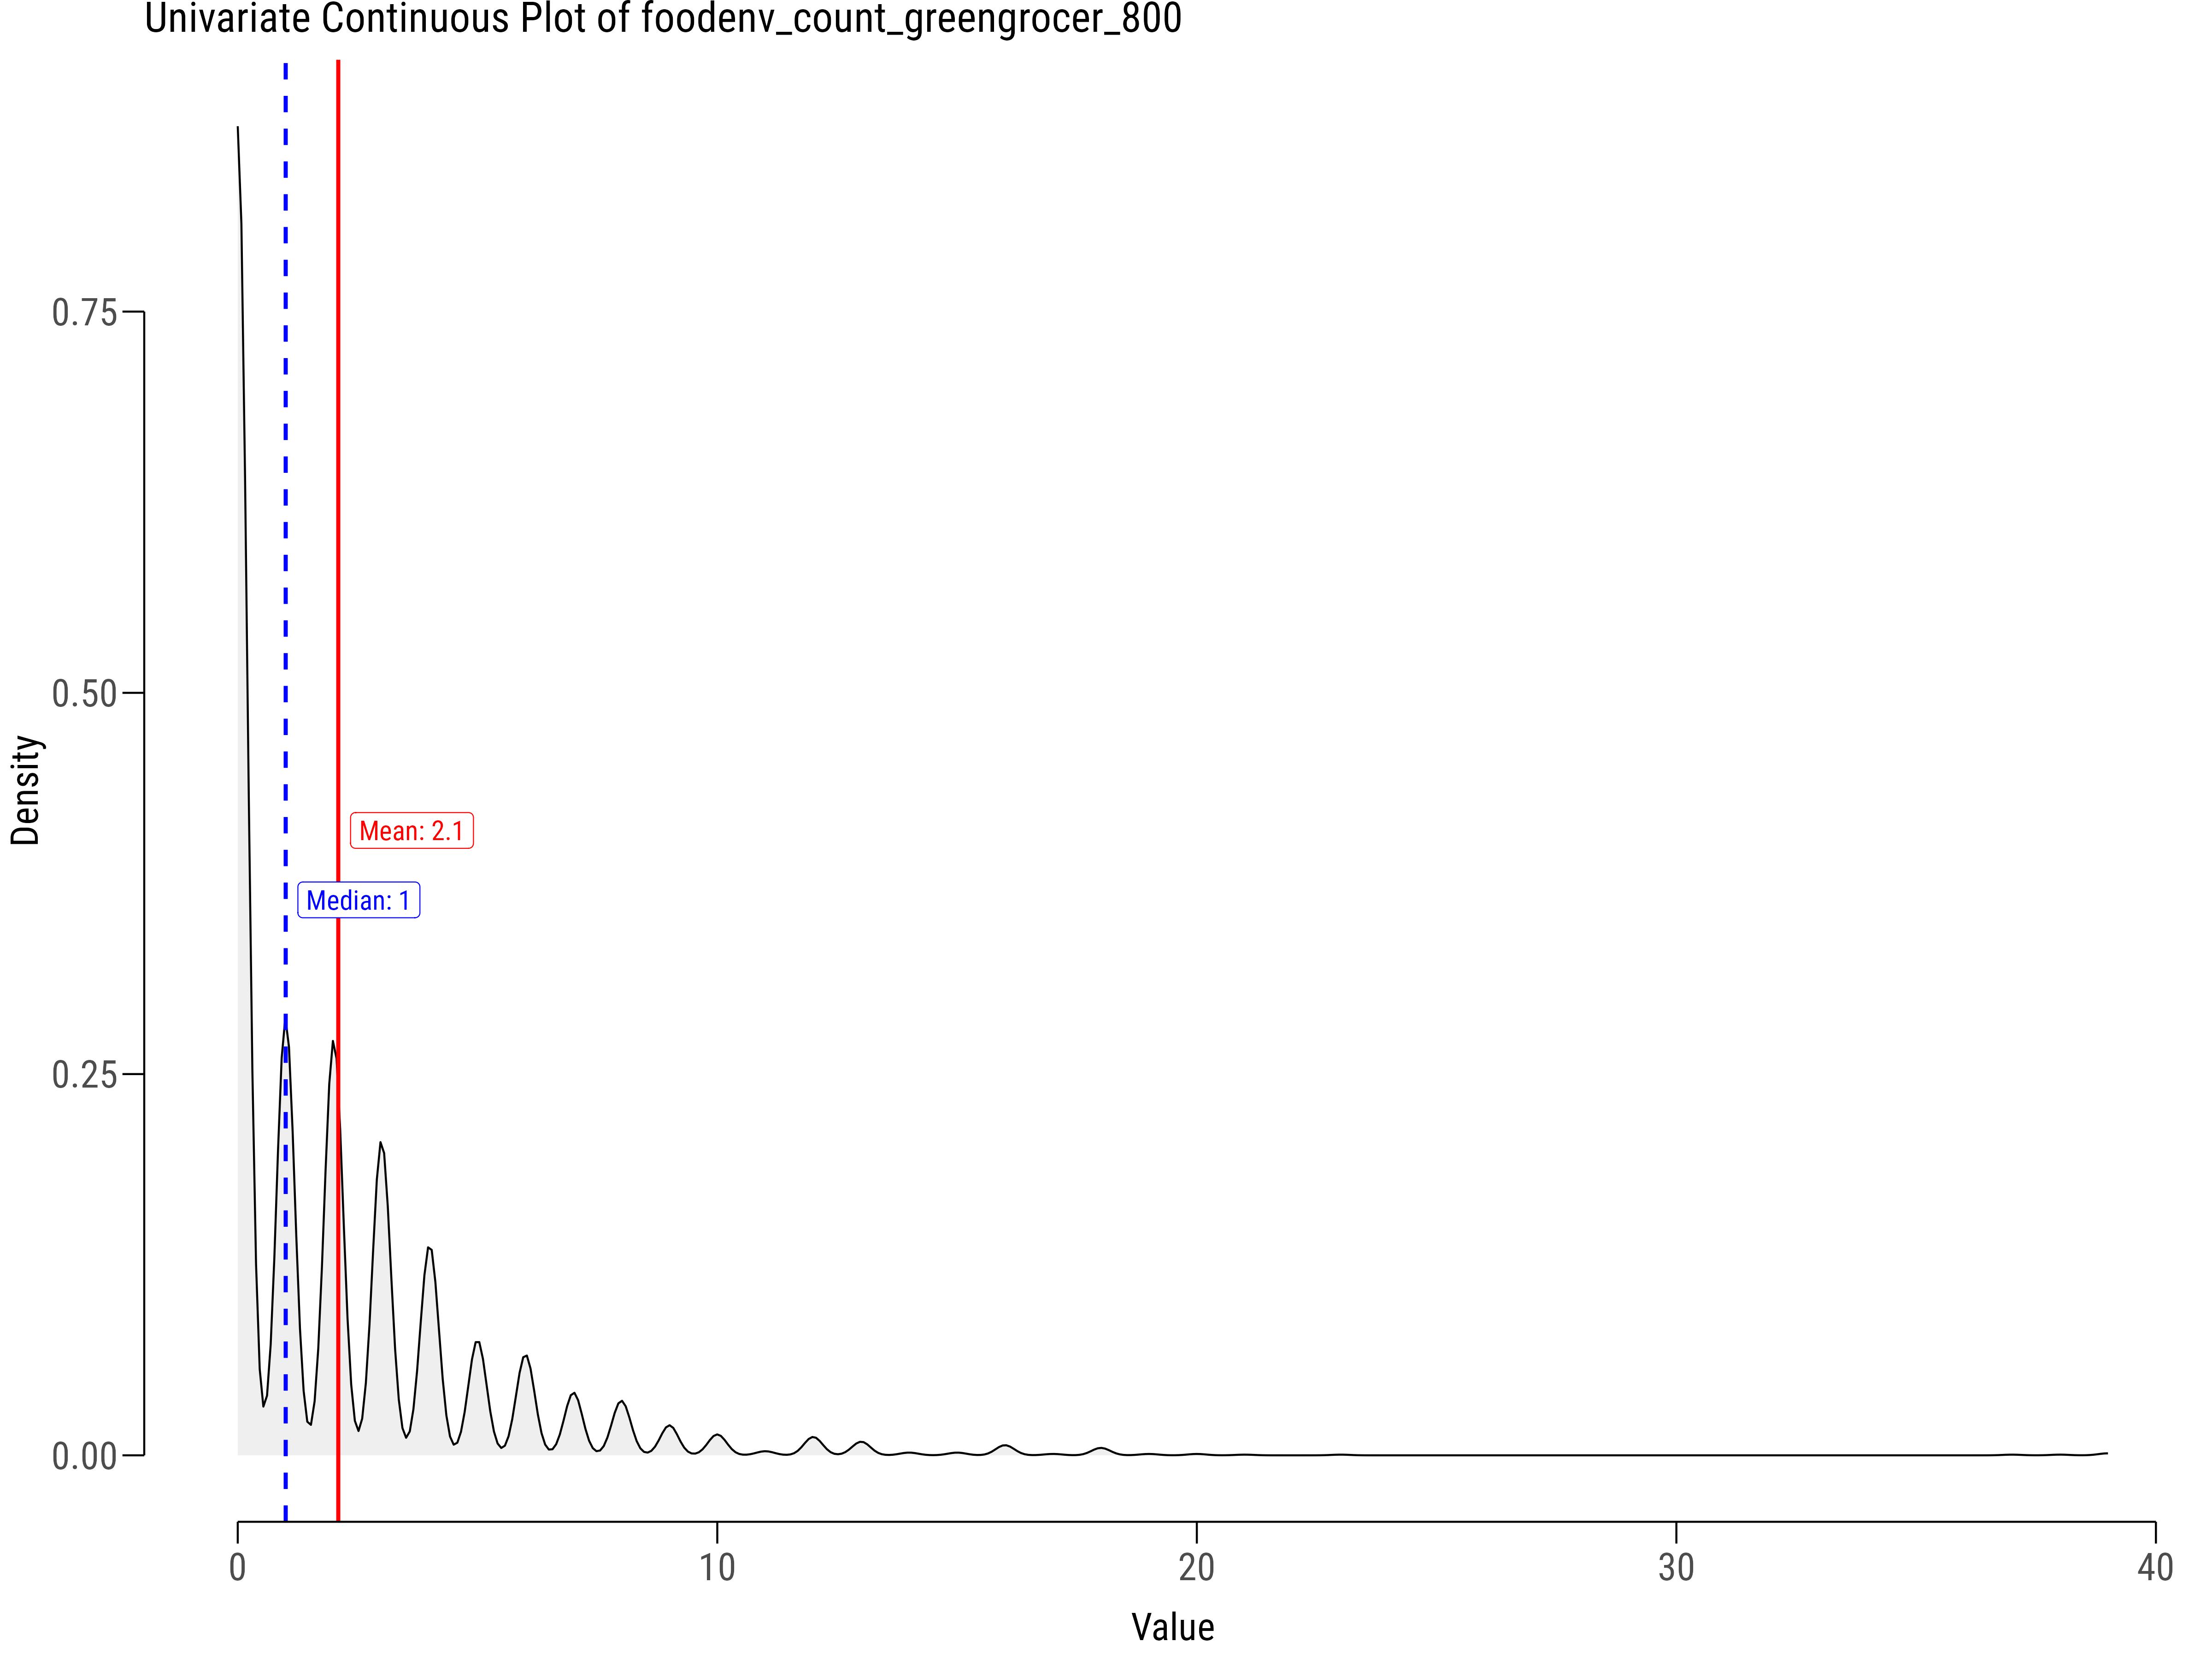 Univariate Continuous Plot of foodenv_count_greengrocer_800
0.75
0.50
0.25
0.00
Density
Mean: 2.1
Median: 1
0 10 20 30 40
Value